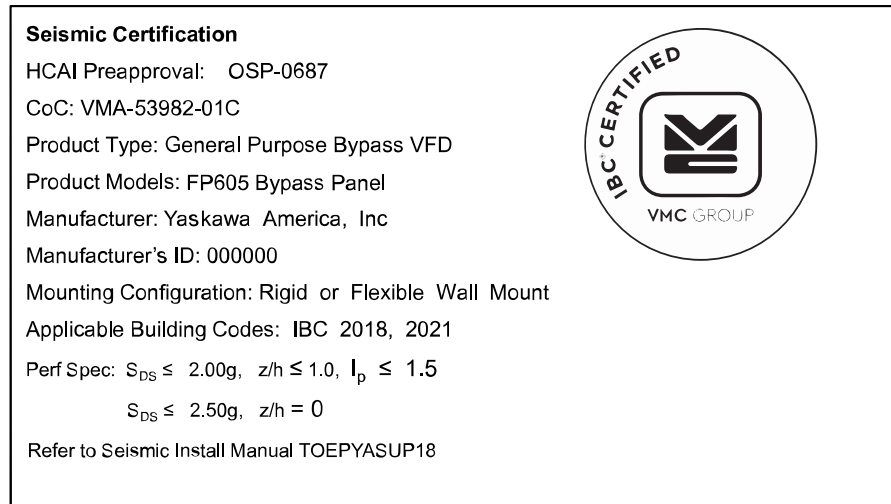 Seismic Certification
HCAI Preapproval: OSP-0687
CoC: VMA-53982-01C
Product Type: General Purpose Bypass VFD
Product Models: FP605 Bypass Panel
Manufacturer: Yaskawa America, Inc
Manufacturer's ID: 000000
Mounting Configuration: Rigid or Flexible Wall Mount
Applicable Building Codes: IBC 2018, 2021
Perf Spec: S_DS ≤ 2.00g, z/h ≤ 1.0, I_p ≤ 1.5
S_DS ≤ 2.50g, z/h = 0
Refer to Seismic Install Manual TOEPYASUP18
IBC® CERTIFIED
VMC GROUP